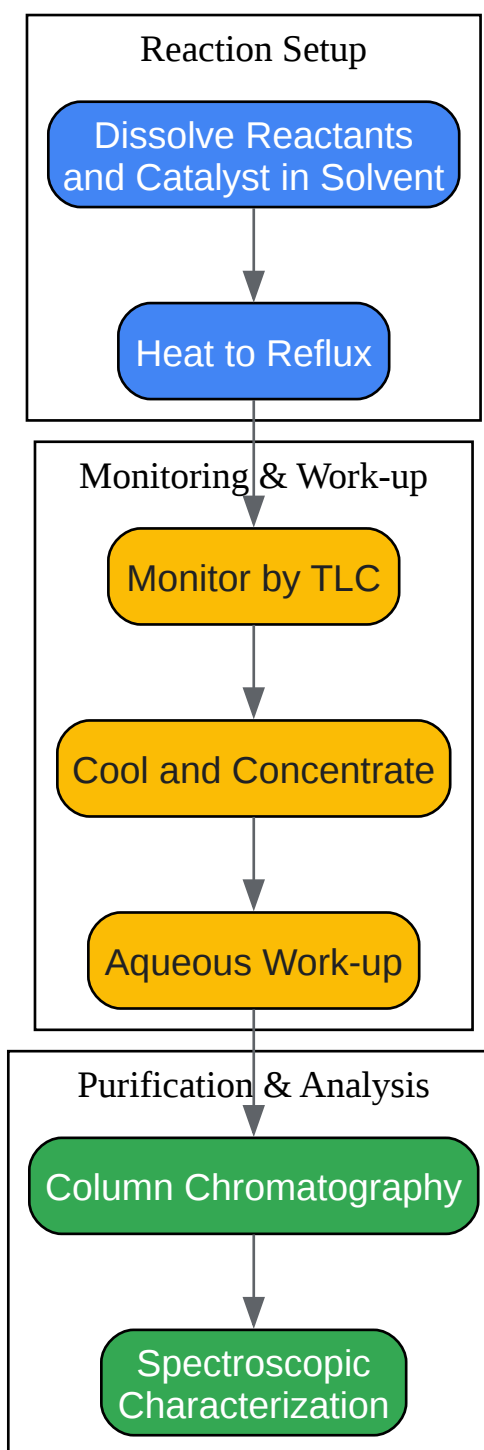 Reaction Setup
Dissolve Reactants
and Catalyst in Solvent
Heat to Reflux
Monitoring & Work-up
Monitor by TLC
Cool and Concentrate
Aqueous Work-up
Purification & Analysis
Column Chromatography
Spectroscopic
Characterization